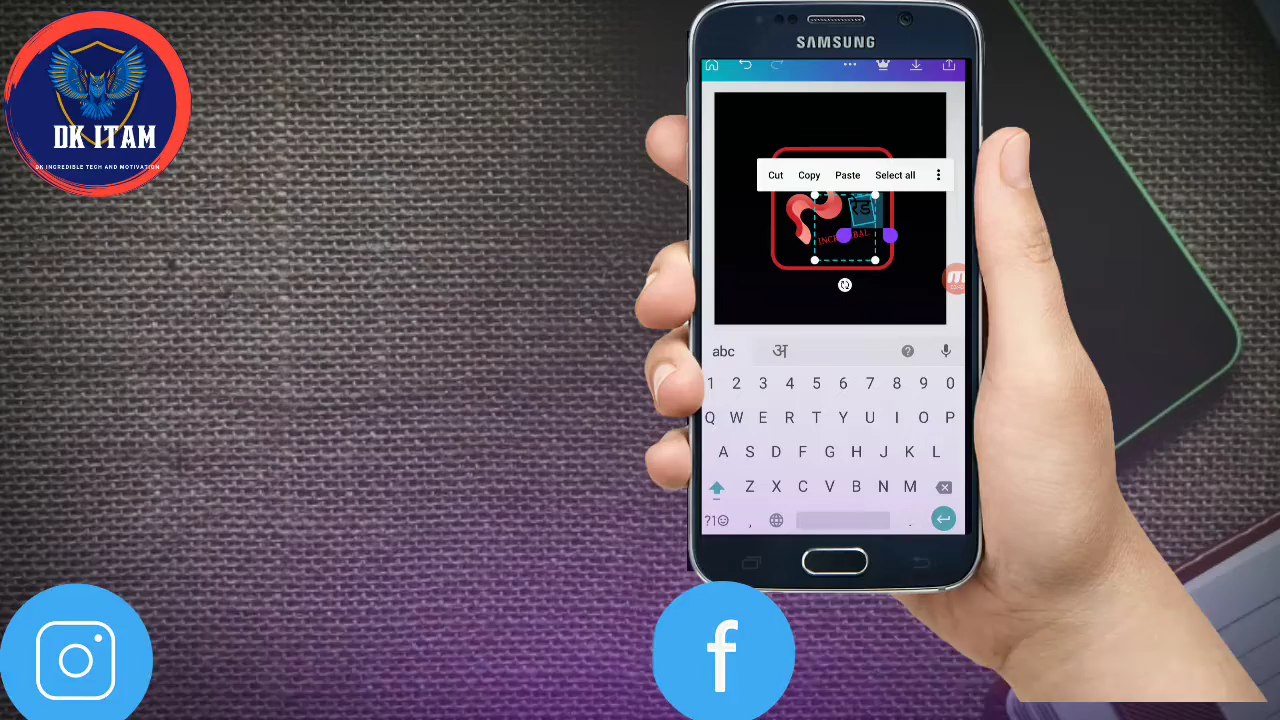 DK ITAM
DK INCREDIBLE TECH AND MOTIVATION
SAMSUNG
Cut Copy Paste Select all
रेड
abc अ
1 2 3 4 5 6 7 8 9 0
Q W E R T Y U I O P
A S D F G H J K L
Z X C V B N M
?1☺ , .
f